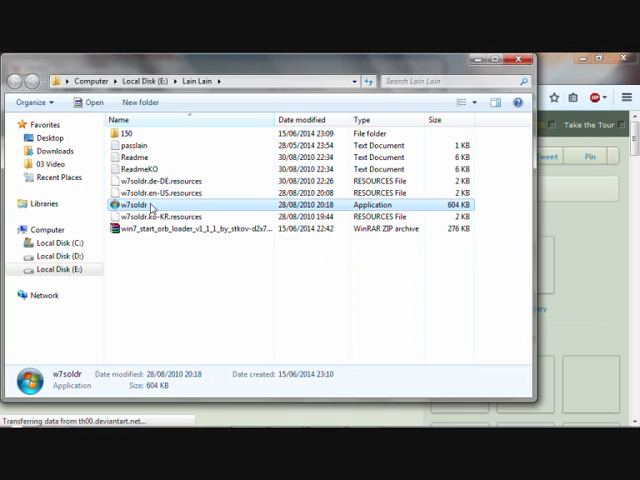 Computer ▸ Local Disk (E:) ▸ Lain Lain ▸
Search Lain Lain
Organize ▾ Open New folder
Name Date modified Type Size
150 15/06/2014 23:09 File folder
passlain 28/05/2014 23:54 Text Document 1 KB
Readme 30/08/2010 22:34 Text Document 6 KB
ReadmeKO 30/08/2010 22:34 Text Document 6 KB
w7soldr.de-DE.resources 30/08/2010 22:26 RESOURCES File 2 KB
w7soldr.en-US.resources 28/08/2010 20:08 RESOURCES File 2 KB
w7soldr 28/08/2010 20:18 Application 604 KB
w7soldr.ko-KR.resources 28/08/2010 19:44 RESOURCES File 2 KB
win7_start_orb_loader_v1_1_1_by_stkov-d2x7... 15/06/2014 22:42 WinRAR ZIP archive 276 KB
Favorites
Desktop
Downloads
03 Video
Recent Places
Libraries
Computer
Local Disk (C:)
Local Disk (D:)
Local Disk (E:)
Network
w7soldr Date modified: 28/08/2010 20:18 Date created: 15/06/2014 23:10
Application Size: 604 KB
Take the Tour
Tweet Pin
Transferring data from th00.deviantart.net...